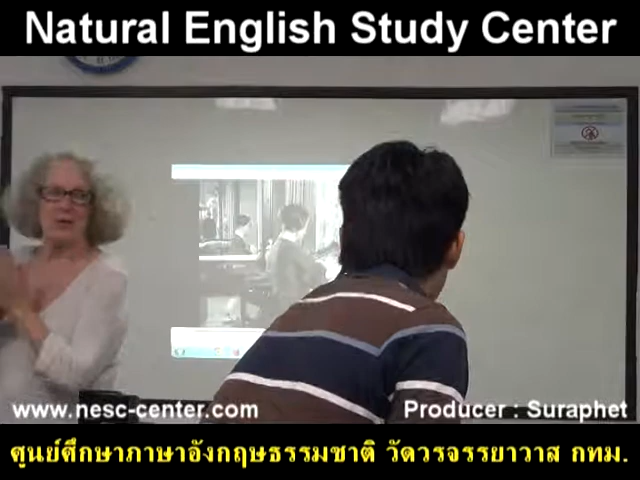 Natural English Study Center
www.nesc-center.com
Producer : Suraphet
ศูนย์ศึกษาภาษาอังกฤษธรรมชาติ วัดวรจรรยาวาส กทม.